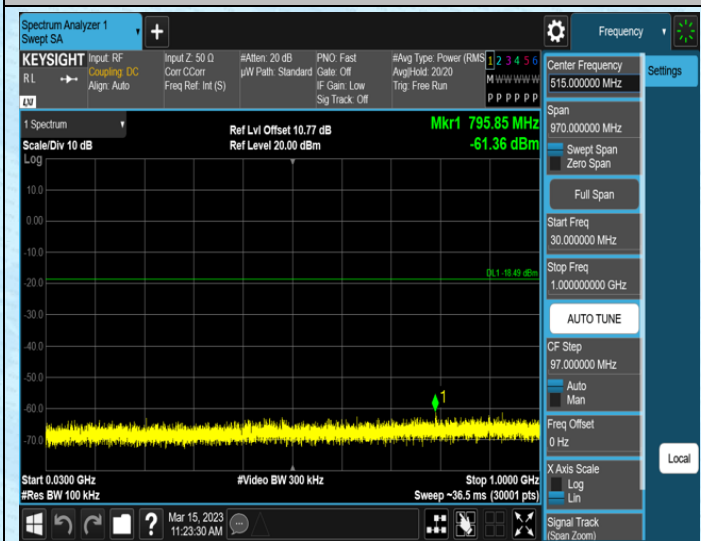 Spectrum Analyzer 1
Swept SA
Frequency
KEYSIGHT
RL
LXI
Input: RF
Coupling: DC
Align: Auto
Input Z: 50 Ω
Corr CCorr
Freq Ref: Int (S)
#Atten: 20 dB
µW Path: Standard
PNO: Fast
Gate: Off
IF Gain: Low
Sig Track: Off
#Avg Type: Power (RMS
Avg|Hold: 20/20
Trig: Free Run
1 2 3 4 5 6
M W W W W W
P P P P P P
1 Spectrum
Scale/Div 10 dB
Ref Lvl Offset 10.77 dB
Ref Level 20.00 dBm
Mkr1 795.85 MHz
-61.36 dBm
Log
10.0
0.00
-10.0
-20.0
-30.0
-40.0
-50.0
-60.0
-70.0
DL1 -18.49 dBm
1
Start 0.0300 GHz
#Res BW 100 kHz
#Video BW 300 kHz
Stop 1.0000 GHz
Sweep ~36.5 ms (30001 pts)
Center Frequency
515.000000 MHz
Span
970.000000 MHz
Swept Span
Zero Span
Full Span
Start Freq
30.000000 MHz
Stop Freq
1.000000000 GHz
AUTO TUNE
CF Step
97.000000 MHz
Auto
Man
Freq Offset
0 Hz
X Axis Scale
Log
Lin
Signal Track
(Span Zoom)
Settings
Local
?
Mar 15, 2023
11:23:30 AM